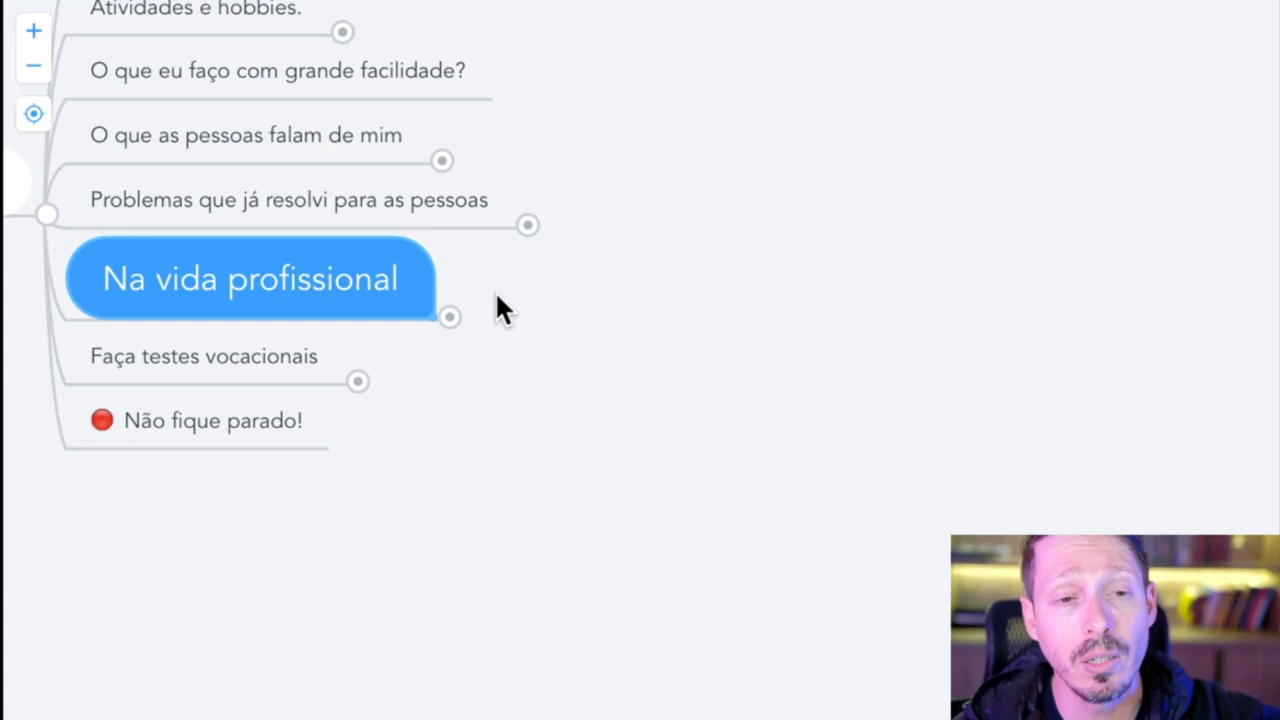 Atividades e hobbies.
O que eu faço com grande facilidade?
O que as pessoas falam de mim
Problemas que já resolvi para as pessoas
Na vida profissional
Faça testes vocacionais
Não fique parado!